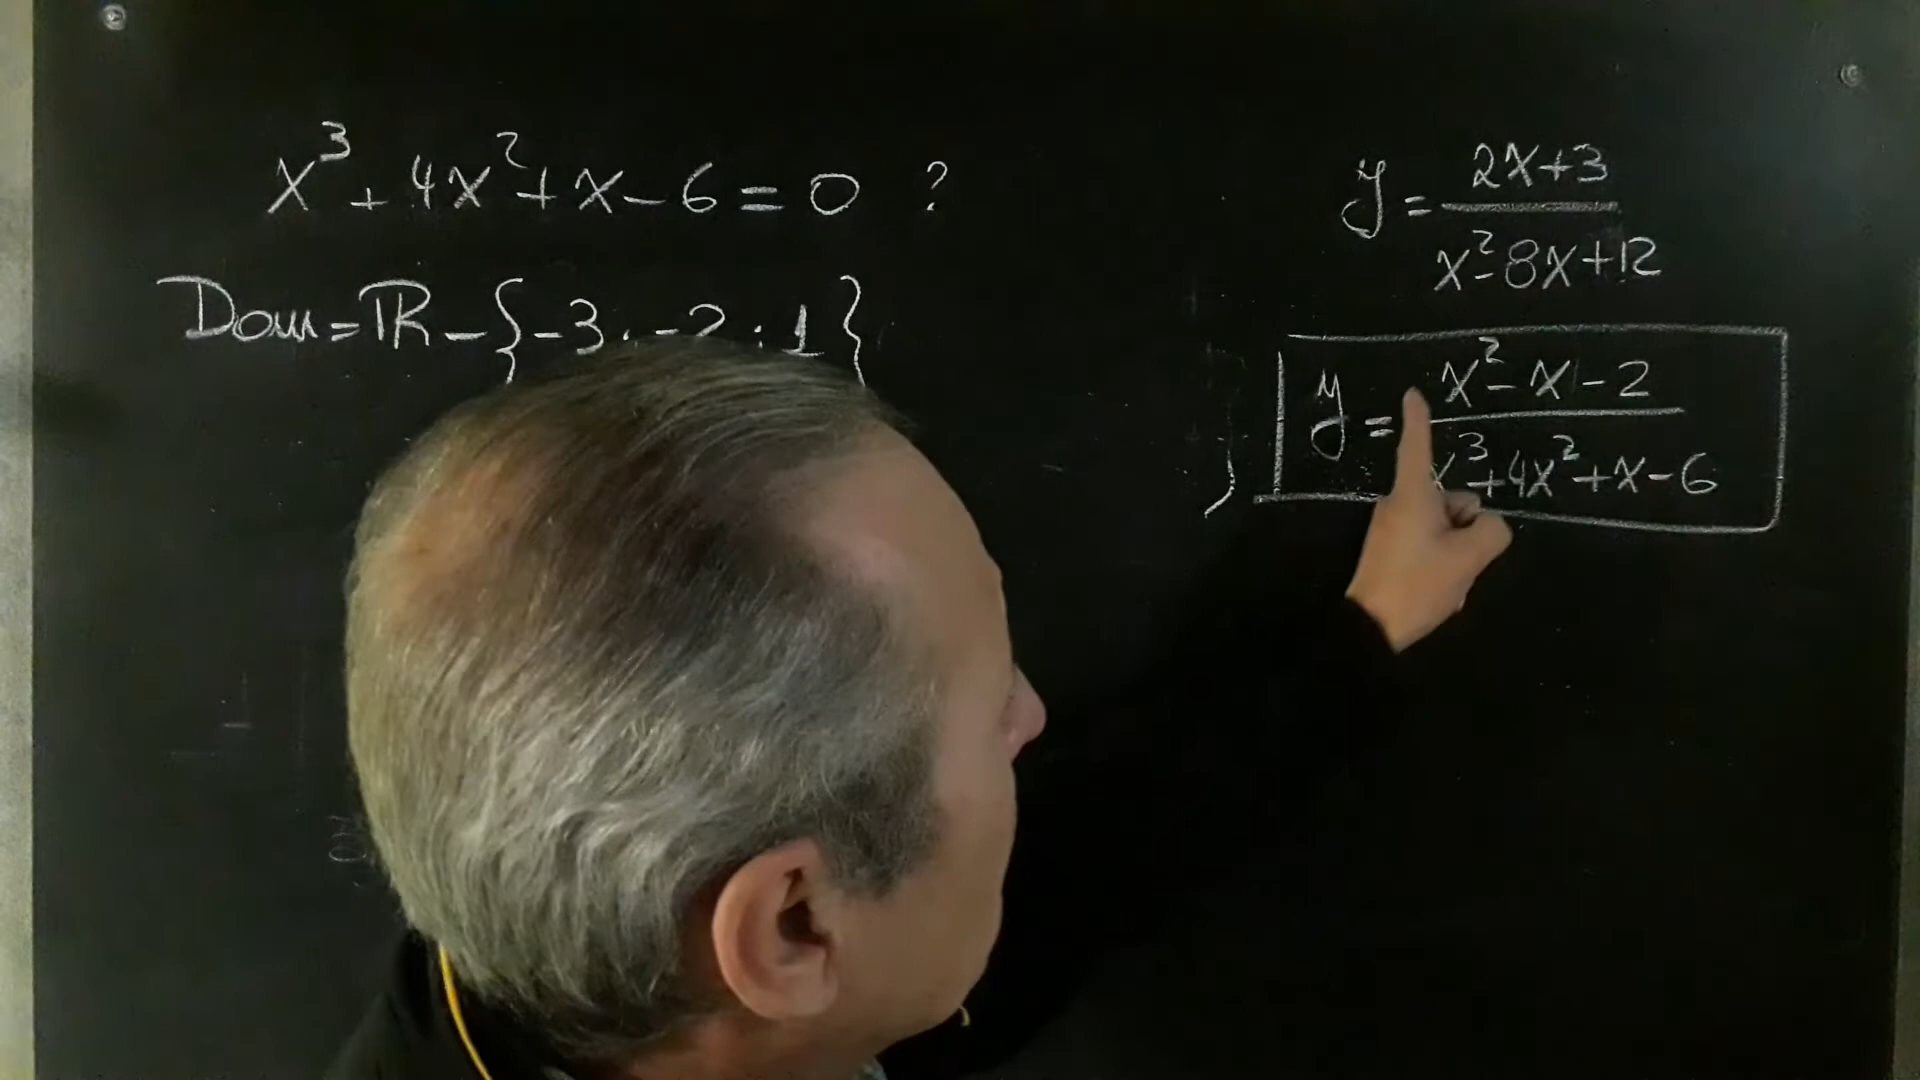 x³ + 4x² + x - 6 = 0 ?
Dom = ℝ - {-3; -2; 1}
y = (2x+3)/(x²-8x+12)
y = (x²-x-2)/(x³+4x²+x-6)